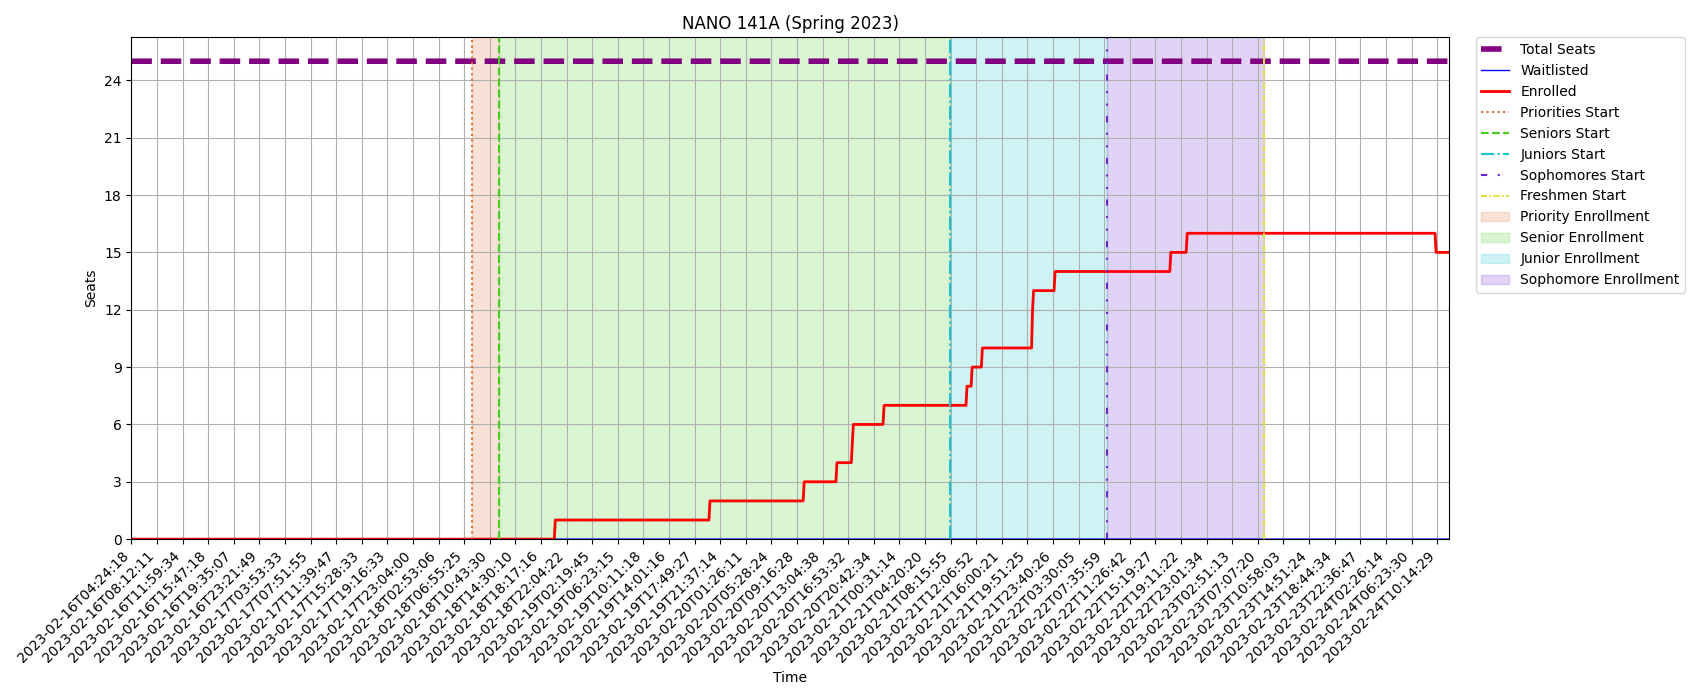 NANO 141A (Spring 2023)
Seats
24
21
18
15
12
9
6
3
0
2023-02-16T04:24:18
2023-02-16T08:12:11
2023-02-16T11:59:34
2023-02-16T15:47:18
2023-02-16T19:35:07
2023-02-16T23:21:49
2023-02-17T03:53:33
2023-02-17T07:51:55
2023-02-17T11:39:47
2023-02-17T15:28:33
2023-02-17T19:16:33
2023-02-17T23:04:00
2023-02-18T02:53:06
2023-02-18T06:55:25
2023-02-18T10:43:30
2023-02-18T14:30:10
2023-02-18T18:17:16
2023-02-18T22:04:22
2023-02-19T02:19:45
2023-02-19T06:23:15
2023-02-19T10:11:18
2023-02-19T14:01:16
2023-02-19T17:49:27
2023-02-19T21:37:14
2023-02-20T01:26:11
2023-02-20T05:28:24
2023-02-20T09:16:28
2023-02-20T13:04:38
2023-02-20T16:53:32
2023-02-20T20:42:34
2023-02-21T00:31:14
2023-02-21T04:20:20
2023-02-21T08:15:55
2023-02-21T12:06:52
2023-02-21T16:00:21
2023-02-21T19:51:25
2023-02-21T23:40:26
2023-02-22T03:30:05
2023-02-22T07:35:59
2023-02-22T11:26:42
2023-02-22T15:19:27
2023-02-22T19:11:22
2023-02-22T23:01:34
2023-02-23T02:51:13
2023-02-23T07:07:20
2023-02-23T10:58:03
2023-02-23T14:51:24
2023-02-23T18:44:34
2023-02-23T22:36:47
2023-02-24T02:26:14
2023-02-24T06:23:30
2023-02-24T10:14:29
Time
Total Seats
Waitlisted
Enrolled
Priorities Start
Seniors Start
Juniors Start
Sophomores Start
Freshmen Start
Priority Enrollment
Senior Enrollment
Junior Enrollment
Sophomore Enrollment